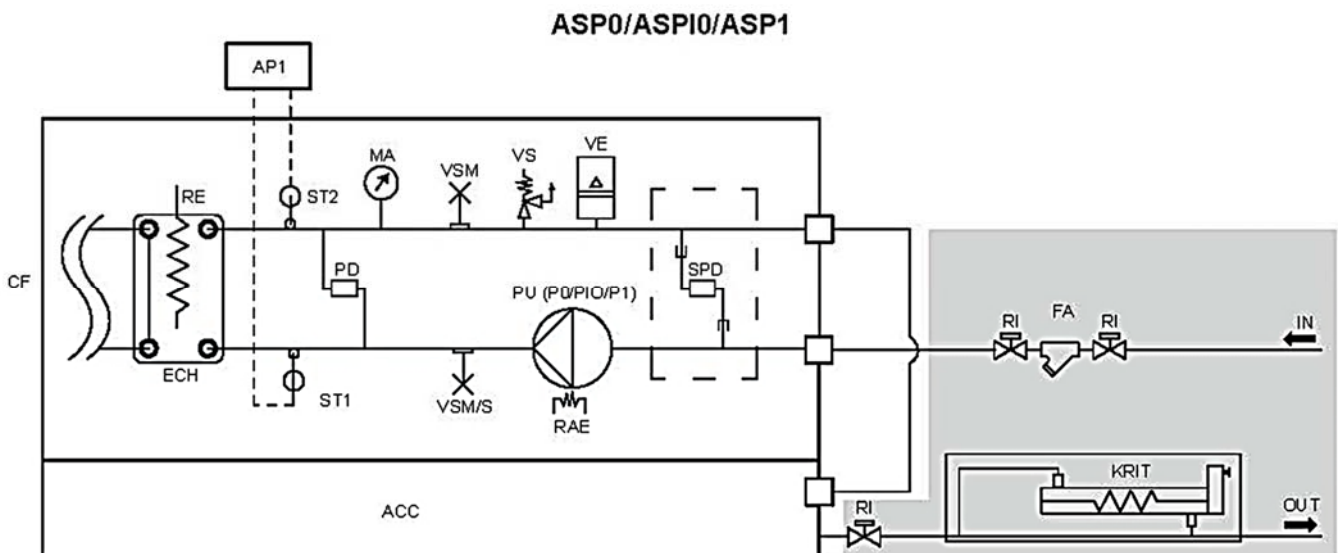 ASP0/ASPI0/ASP1
AP1
MA
VSM
VS
VE
RE
ST2
CF
PD
SPD
PU (P0/PIO/P1)
RI
FA
RI
IN
ECH
ST1
VSM/S
RAE
KRIT
ACC
RI
OUT